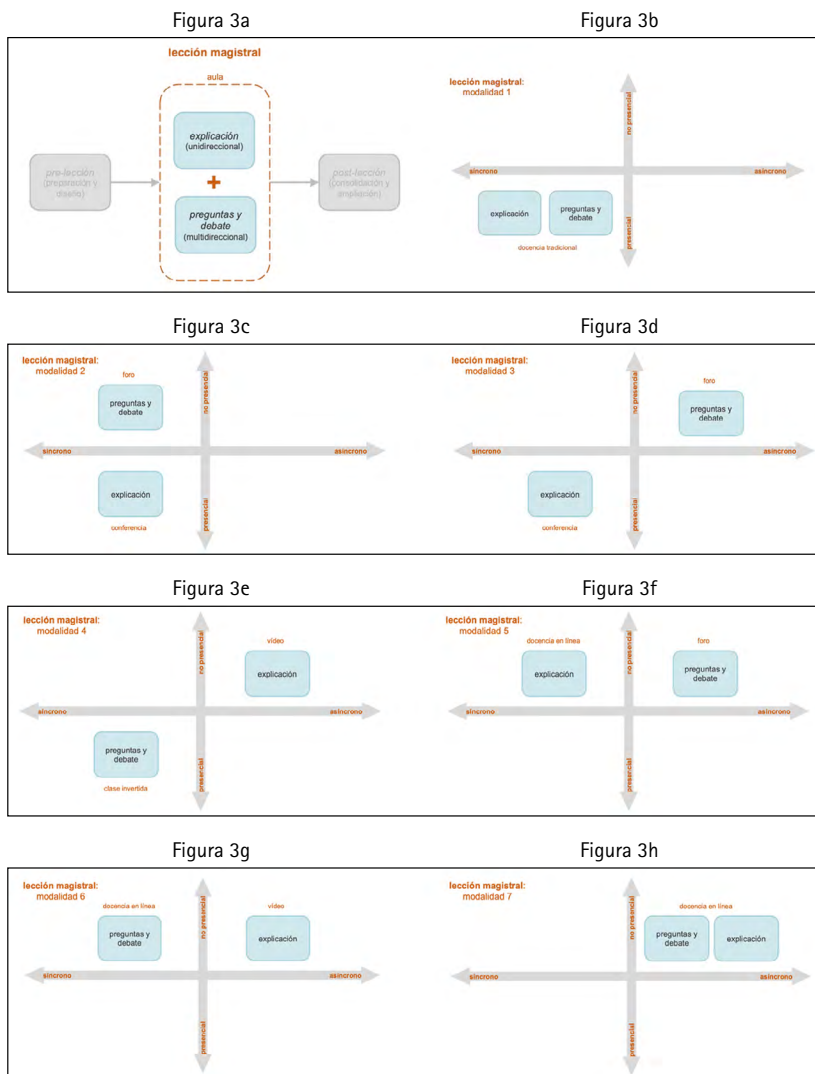 Figura 3a
lección magistral
aula
explicación
(unidireccional)
pre-lección
(preparación y
diseño)
+
post-lección
(consolidación y
ampliación)
preguntas y
debate
(multidireccional)
Figura 3b
lección magistral:
modalidad 1
no presencial
síncrono
asíncrono
explicación
preguntas y
debate
docencia tradicional
presencial
Figura 3c
lección magistral:
modalidad 2
foro
preguntas y
debate
no presencial
síncrono
asíncrono
explicación
conferencia
presencial
Figura 3d
lección magistral:
modalidad 3
no presencial
foro
preguntas y
debate
síncrono
asíncrono
explicación
conferencia
presencial
Figura 3e
lección magistral:
modalidad 4
no presencial
vídeo
explicación
síncrono
asíncrono
preguntas y
debate
clase invertida
presencial
Figura 3f
lección magistral:
modalidad 5
docencia en línea
explicación
no presencial
foro
preguntas y
debate
síncrono
asíncrono
presencial
Figura 3g
lección magistral:
modalidad 6
docencia en línea
preguntas y
debate
no presencial
vídeo
explicación
síncrono
asíncrono
presencial
Figura 3h
lección magistral:
modalidad 7
no presencial
docencia en línea
preguntas y
debate
explicación
síncrono
asíncrono
presencial